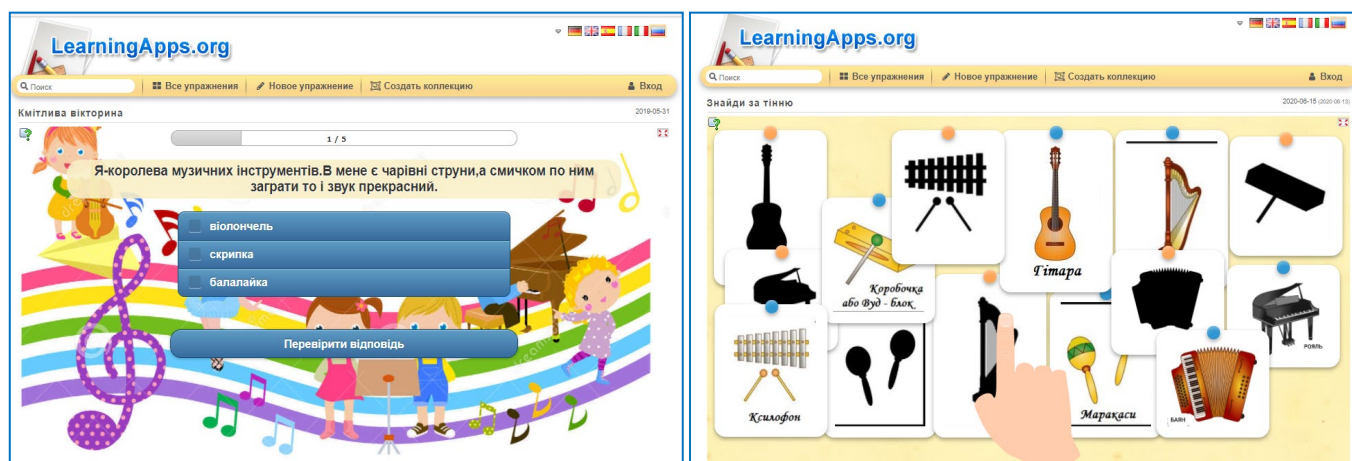 LearningApps.org
Поиск
Все упражнения
Новое упражнение
Создать коллекцию
Вход
Кмітлива вікторина
2019-05-31
1 / 5
Я-королева музичних інструментів.В мене є чарівні струни,а смичком по ним
заграти то і звук прекрасний.
віолончель
скрипка
балалайка
Перевірити відповідь
LearningApps.org
Поиск
Все упражнения
Новое упражнение
Создать коллекцию
Вход
Знайди за тінню
2020-06-15 (2020-06-13)
Гітара
Коробочка
або Вуд - блок
РОЯЛЬ
Ксилофон
Маракаси
БАЯН